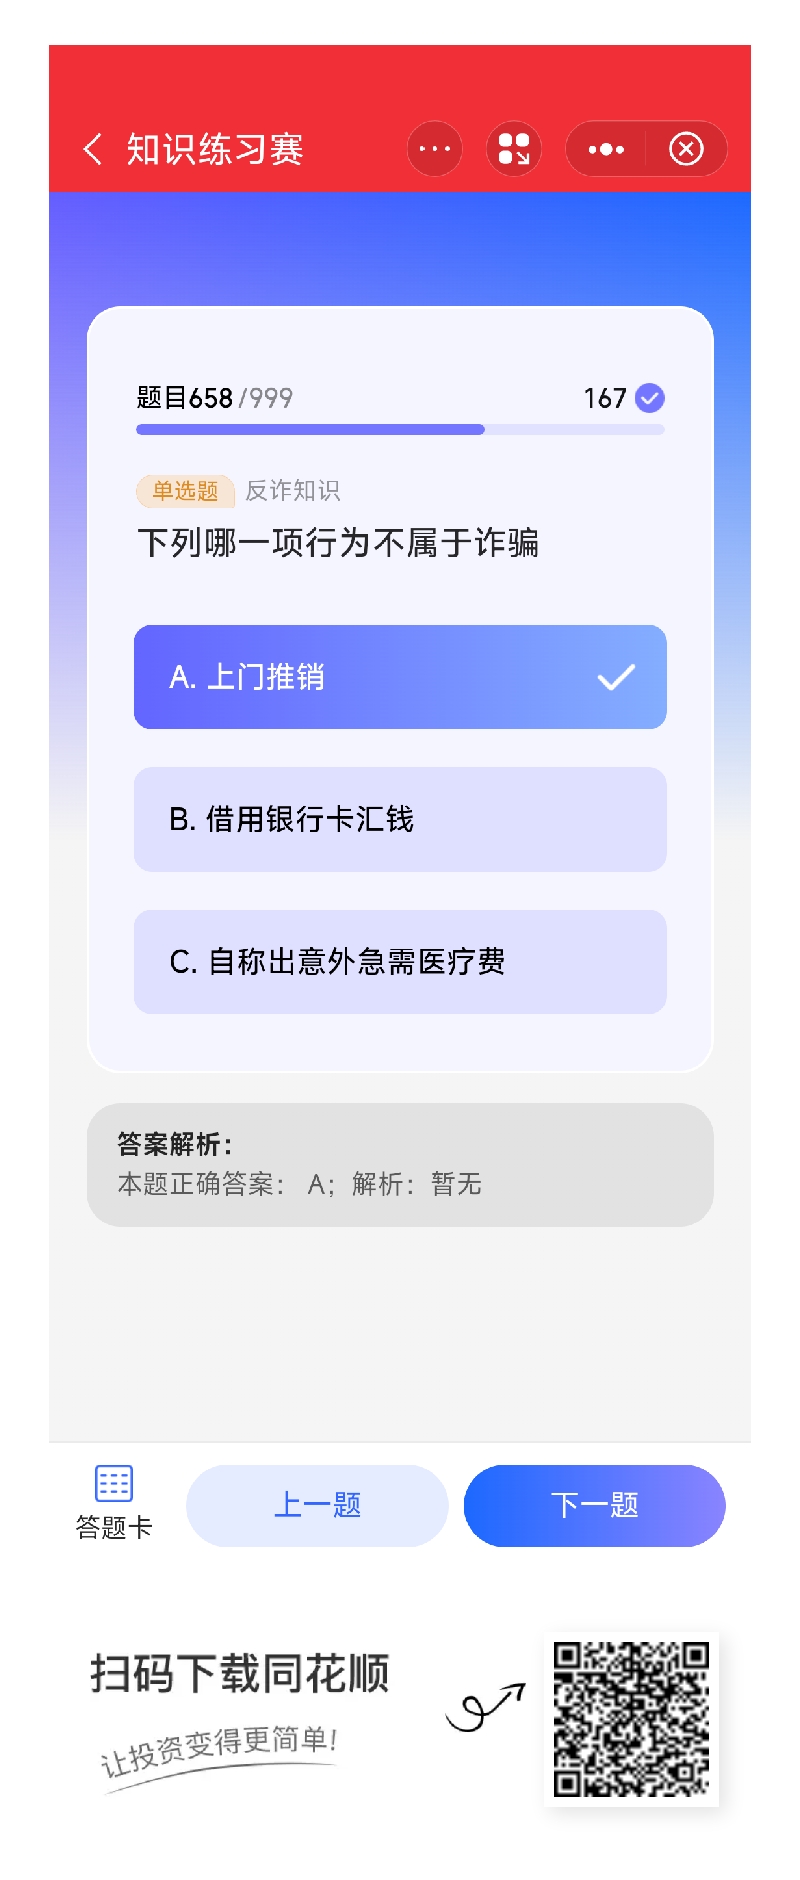 知识练习赛
题目658/999
167
单选题 反诈知识
下列哪一项行为不属于诈骗
A. 上门推销
B. 借用银行卡汇钱
C. 自称出意外急需医疗费
答案解析：
本题正确答案： A；解析：暂无
答题卡
上一题
下一题
扫码下载同花顺
让投资变得更简单!